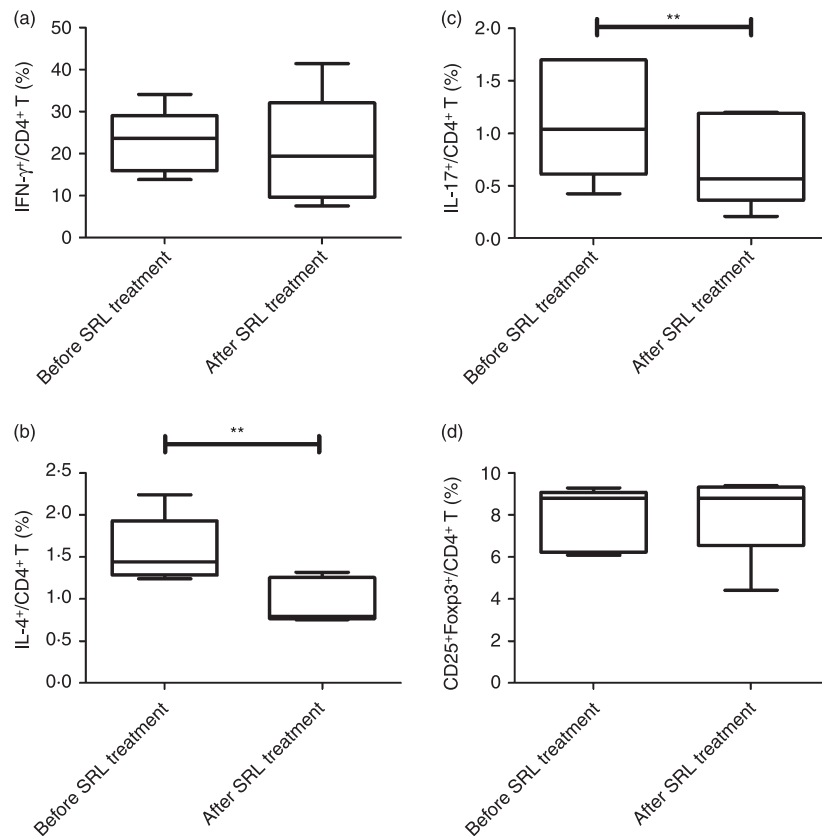 (a)
IFN-γ⁺/CD4⁺ T (%)
50
40
30
20
10
0
Before SRL treatment
After SRL treatment
(c)
**
IL-17⁺/CD4⁺ T (%)
2·0
1·5
1·0
0·5
0·0
Before SRL treatment
After SRL treatment
(b)
**
IL-4⁺/CD4⁺ T (%)
2·5
2·0
1·5
1·0
0·5
0·0
Before SRL treatment
After SRL treatment
(d)
CD25⁺Foxp3⁺/CD4⁺ T (%)
10
8
6
4
2
0
Before SRL treatment
After SRL treatment